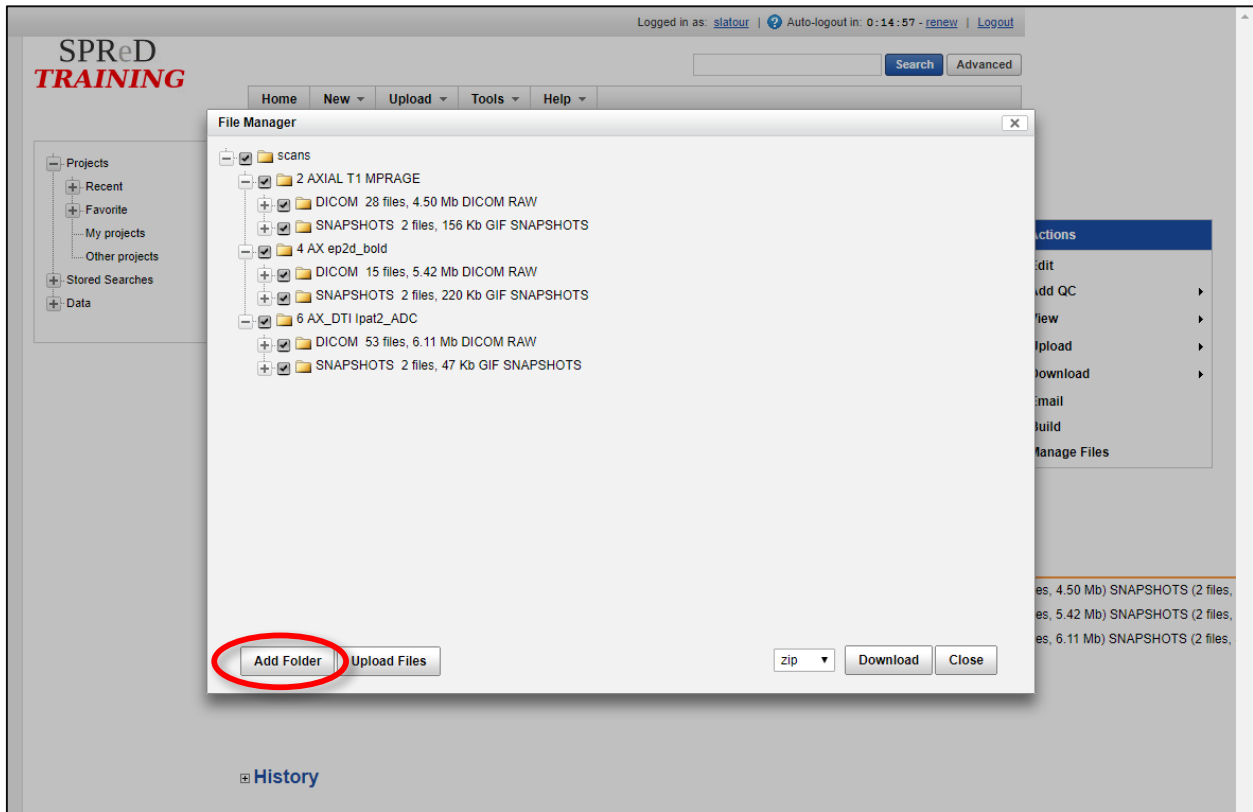 Logged in as: slatour | Auto-logout in: 0:14:57 - renew | Logout
SPReD
TRAINING
Search Advanced
Home New Upload Tools Help
File Manager
Projects
Recent
Favorite
My projects
Other projects
Stored Searches
Data
scans
2 AXIAL T1 MPRAGE
DICOM 28 files, 4.50 Mb DICOM RAW
SNAPSHOTS 2 files, 156 Kb GIF SNAPSHOTS
4 AX ep2d_bold
DICOM 15 files, 5.42 Mb DICOM RAW
SNAPSHOTS 2 files, 220 Kb GIF SNAPSHOTS
6 AX_DTI Ipat2_ADC
DICOM 53 files, 6.11 Mb DICOM RAW
SNAPSHOTS 2 files, 47 Kb GIF SNAPSHOTS
Add Folder Upload Files zip Download Close
ctions
dit
dd QC
iew
pload
ownload
mail
uild
anage Files
es, 4.50 Mb) SNAPSHOTS (2 files,
es, 5.42 Mb) SNAPSHOTS (2 files,
es, 6.11 Mb) SNAPSHOTS (2 files,
History